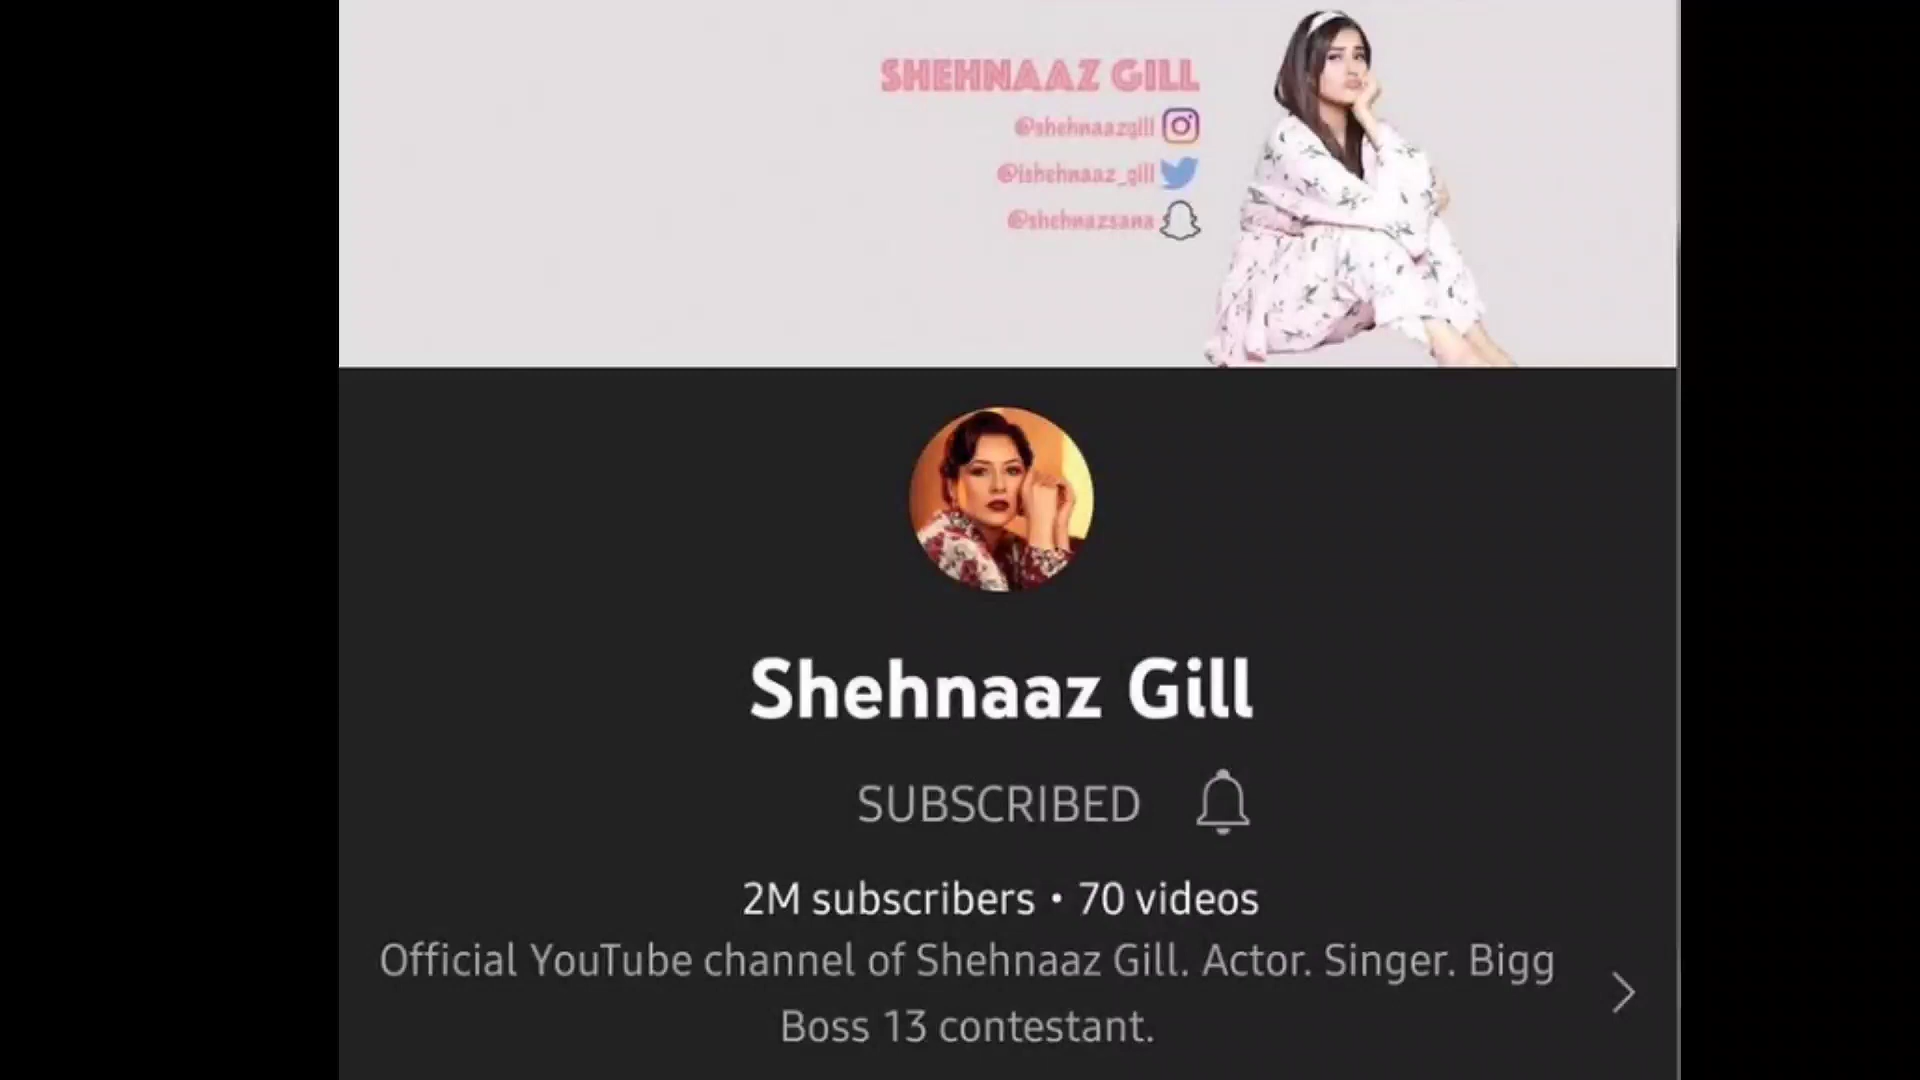 SHEHNAAZ GILL
@shehnaazgill
@ishehnaaz_gill
@shehnazsana
Shehnaaz Gill
SUBSCRIBED
2M subscribers • 70 videos
Official YouTube channel of Shehnaaz Gill. Actor. Singer. Bigg
Boss 13 contestant.